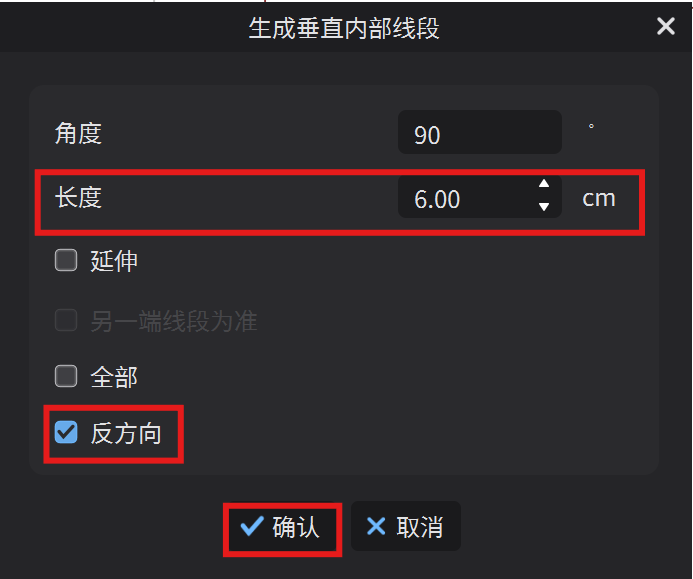 生成垂直内部线段
角度 90 °
长度 6.00 cm
延伸
另一端线段为准
全部
反方向
确认 取消